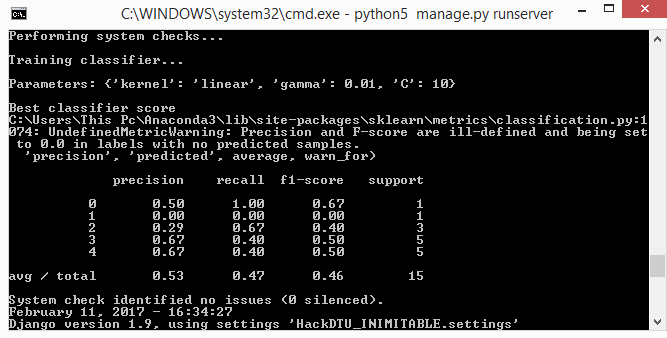 C:\WINDOWS\system32\cmd.exe - python5 manage.py runserver
Performing system checks...
Training classifier...
Parameters: {'kernel': 'linear', 'gamma': 0.01, 'C': 10}
Best classifier score
C:\Users\This Pc\Anaconda3\lib\site-packages\sklearn\metrics\classification.py:1
074: UndefinedMetricWarning: Precision and F-score are ill-defined and being set
 to 0.0 in labels with no predicted samples.
  'precision', 'predicted', average, warn_for)
             precision    recall  f1-score   support
          0       0.50      1.00      0.67         1
          1       0.00      0.00      0.00         1
          2       0.29      0.67      0.40         3
          3       0.67      0.40      0.50         5
          4       0.67      0.40      0.50         5
avg / total       0.53      0.47      0.46        15
System check identified no issues (0 silenced).
February 11, 2017 - 16:34:27
Django version 1.9, using settings 'HackDTU_INIMITABLE.settings'